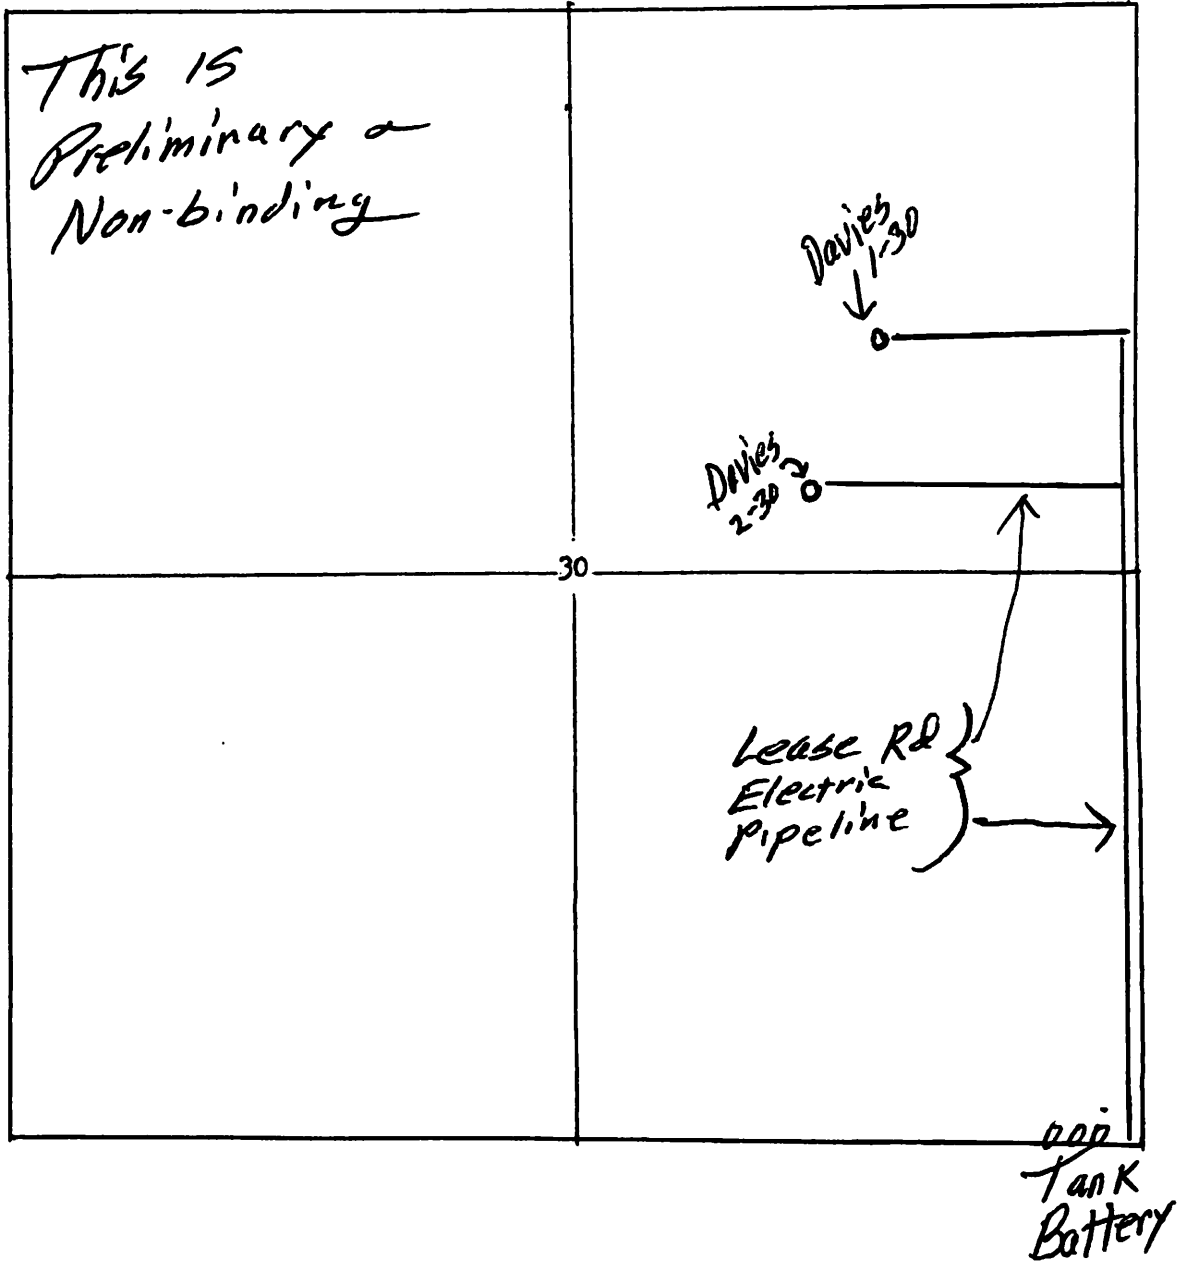 This is
Preliminary &
Non-binding
Davies
1-30
Davies
2-30
30
Lease Rd
Electric
Pipeline
Tank
Battery